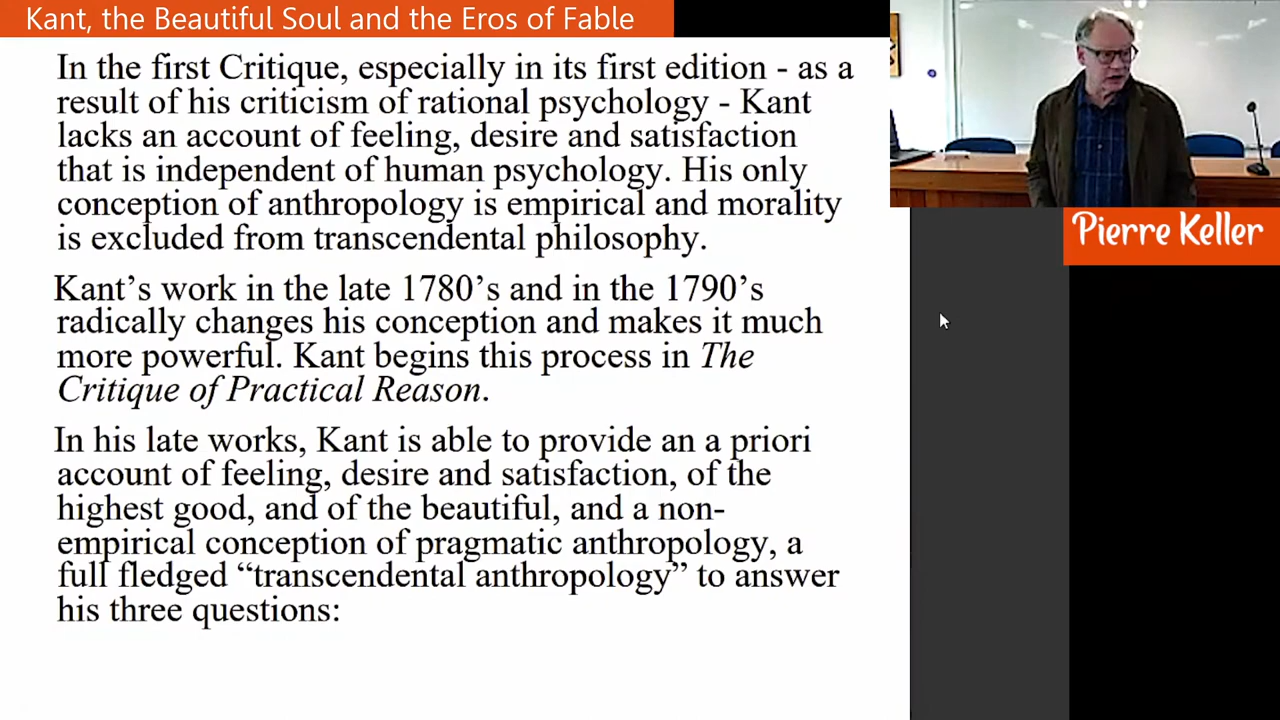 Kant, the Beautiful Soul and the Eros of Fable
In the first Critique, especially in its first edition - as a
result of his criticism of rational psychology - Kant
lacks an account of feeling, desire and satisfaction
that is independent of human psychology. His only
conception of anthropology is empirical and morality
is excluded from transcendental philosophy.
Kant's work in the late 1780's and in the 1790's
radically changes his conception and makes it much
more powerful. Kant begins this process in The
Critique of Practical Reason.
In his late works, Kant is able to provide an a priori
account of feeling, desire and satisfaction, of the
highest good, and of the beautiful, and a non-
empirical conception of pragmatic anthropology, a
full fledged “transcendental anthropology” to answer
his three questions:
Pierre Keller